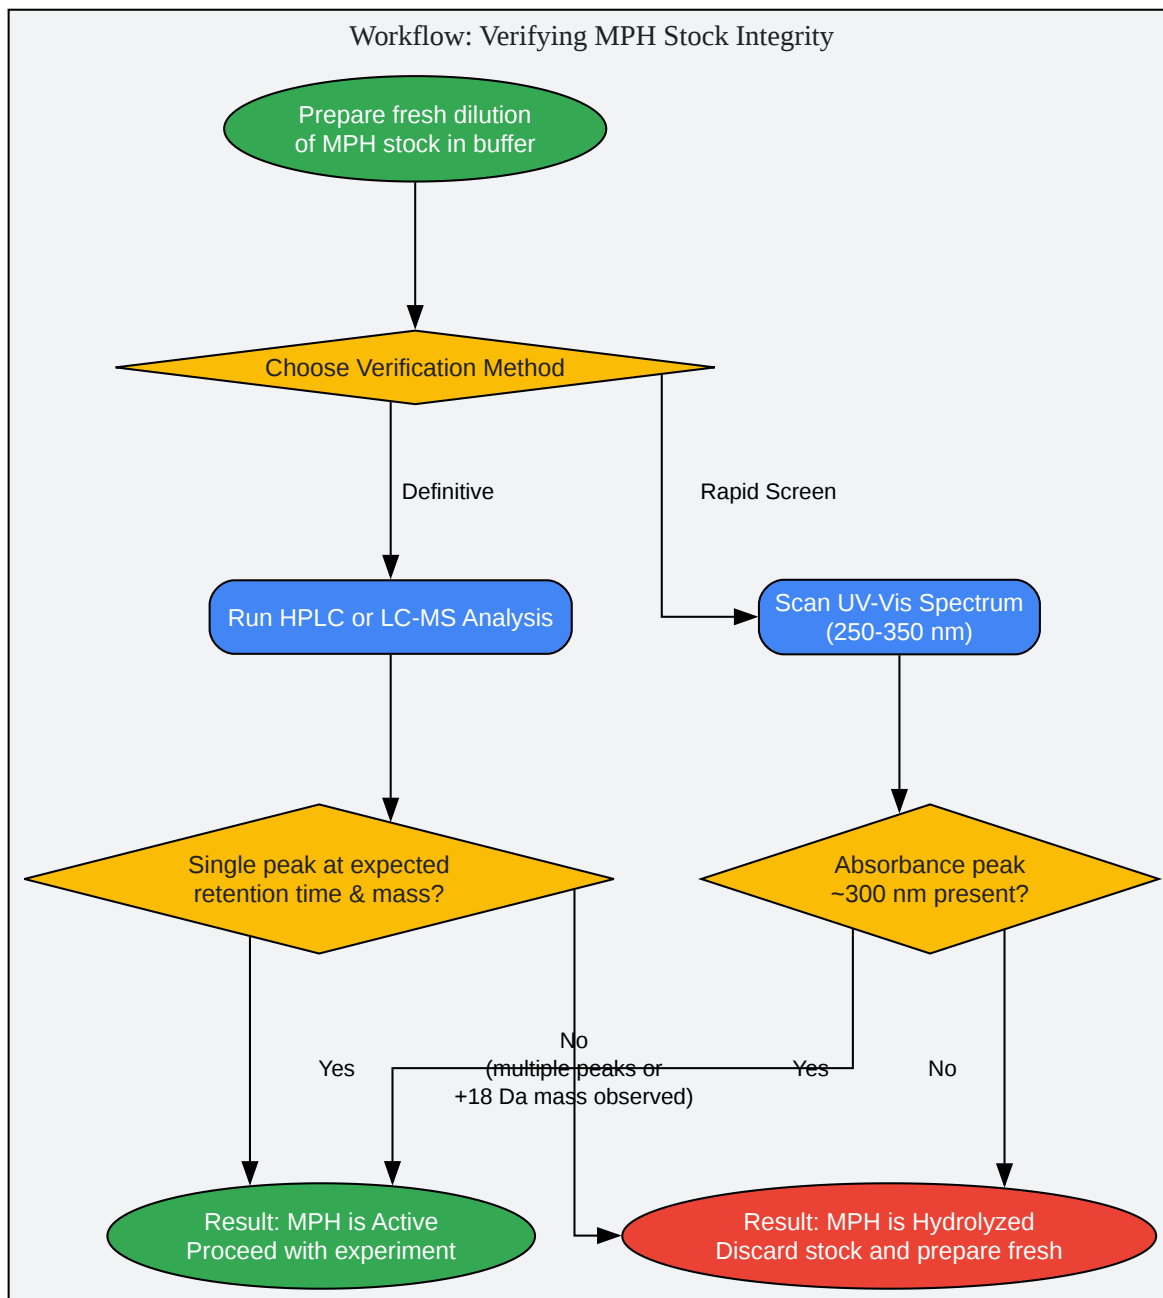 Workflow: Verifying MPH Stock Integrity
Prepare fresh dilution
of MPH stock in buffer
Choose Verification Method
Definitive
Rapid Screen
Run HPLC or LC-MS Analysis
Scan UV-Vis Spectrum
(250-350 nm)
Single peak at expected
retention time & mass?
Absorbance peak
~300 nm present?
Yes
No
(multiple peaks or
+18 Da mass observed)
Yes
No
Result: MPH is Active
Proceed with experiment
Result: MPH is Hydrolyzed
Discard stock and prepare fresh